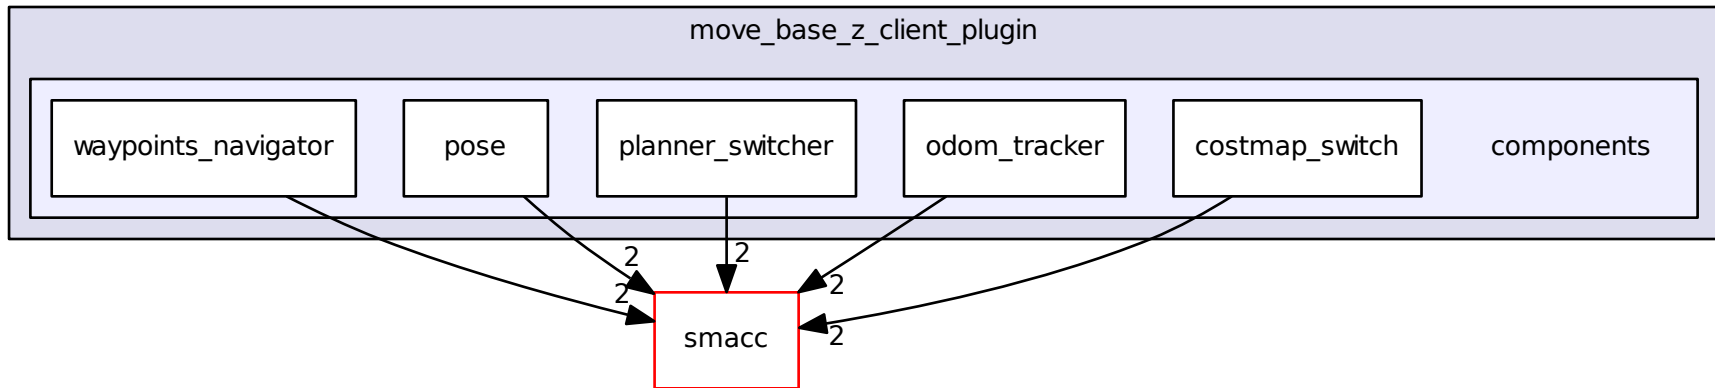 move_base_z_client_plugin
waypoints_navigator
pose
planner_switcher
odom_tracker
costmap_switch
components
2
2
2
2
2
smacc